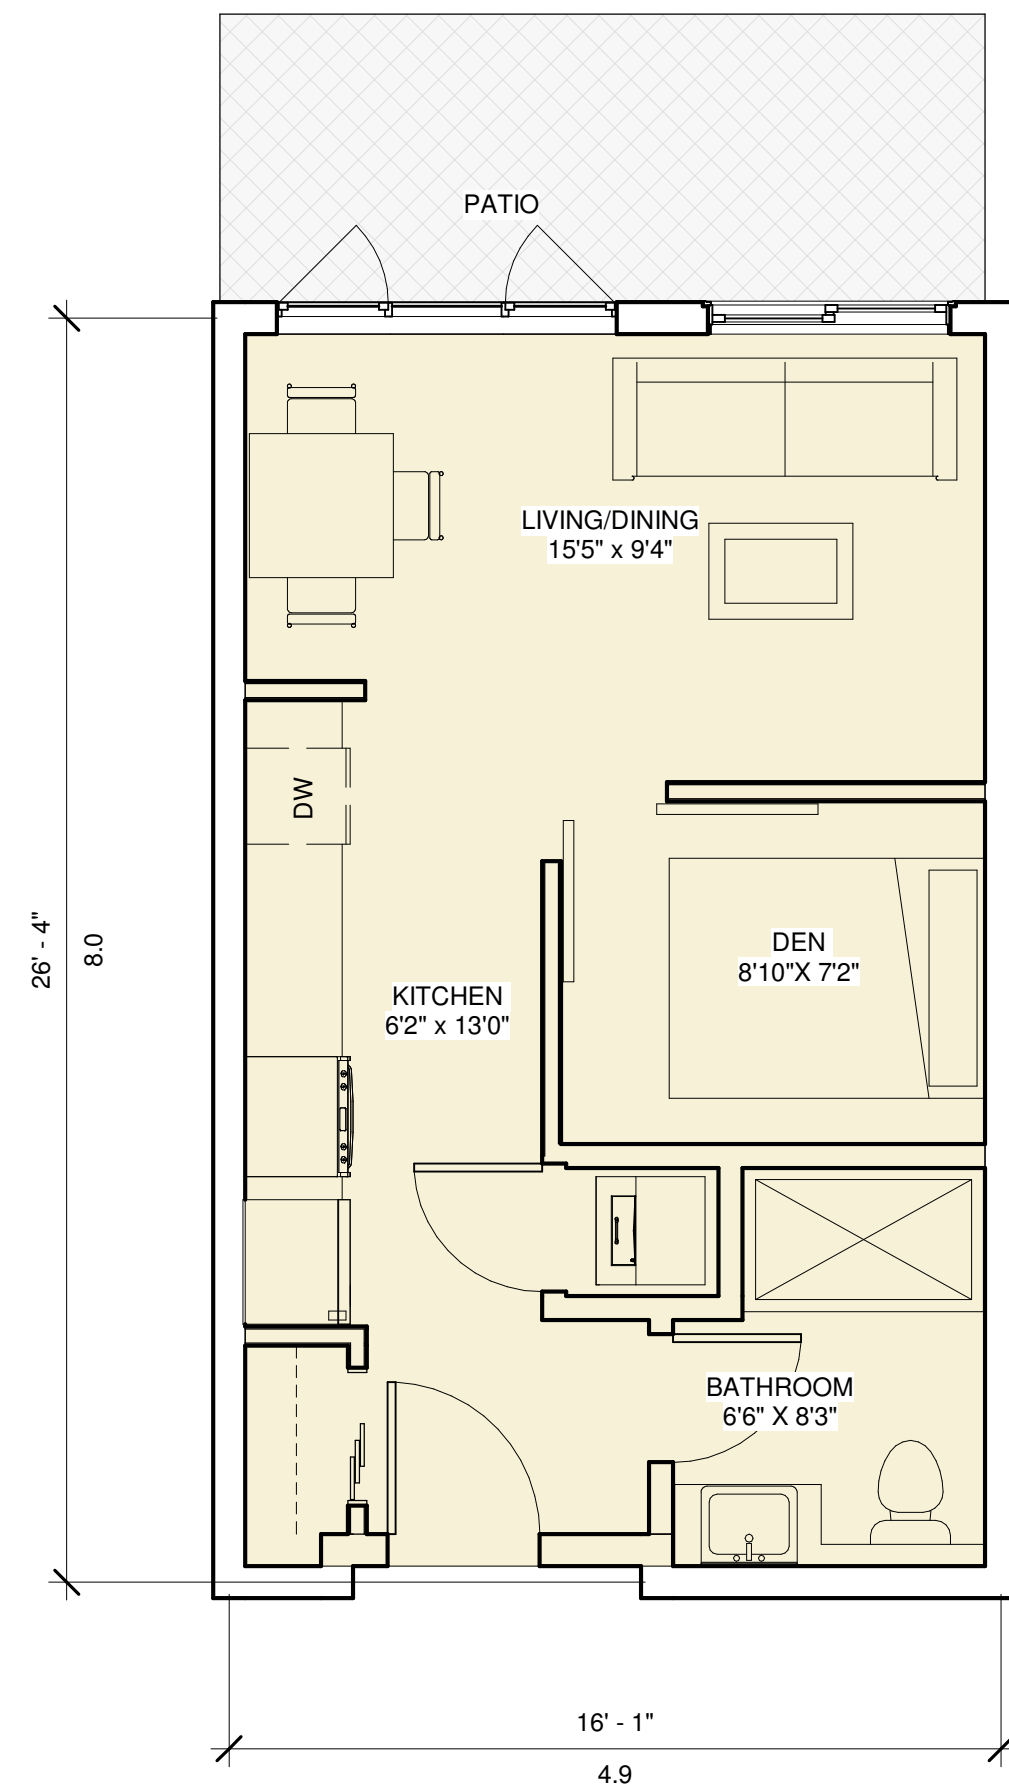 PATIO
LIVING/DINING
15'5" x 9'4"
DW
26' - 4"
8.0
DEN
8'10"X 7'2"
KITCHEN
6'2" x 13'0"
BATHROOM
6'6" X 8'3"
16' - 1"
4.9